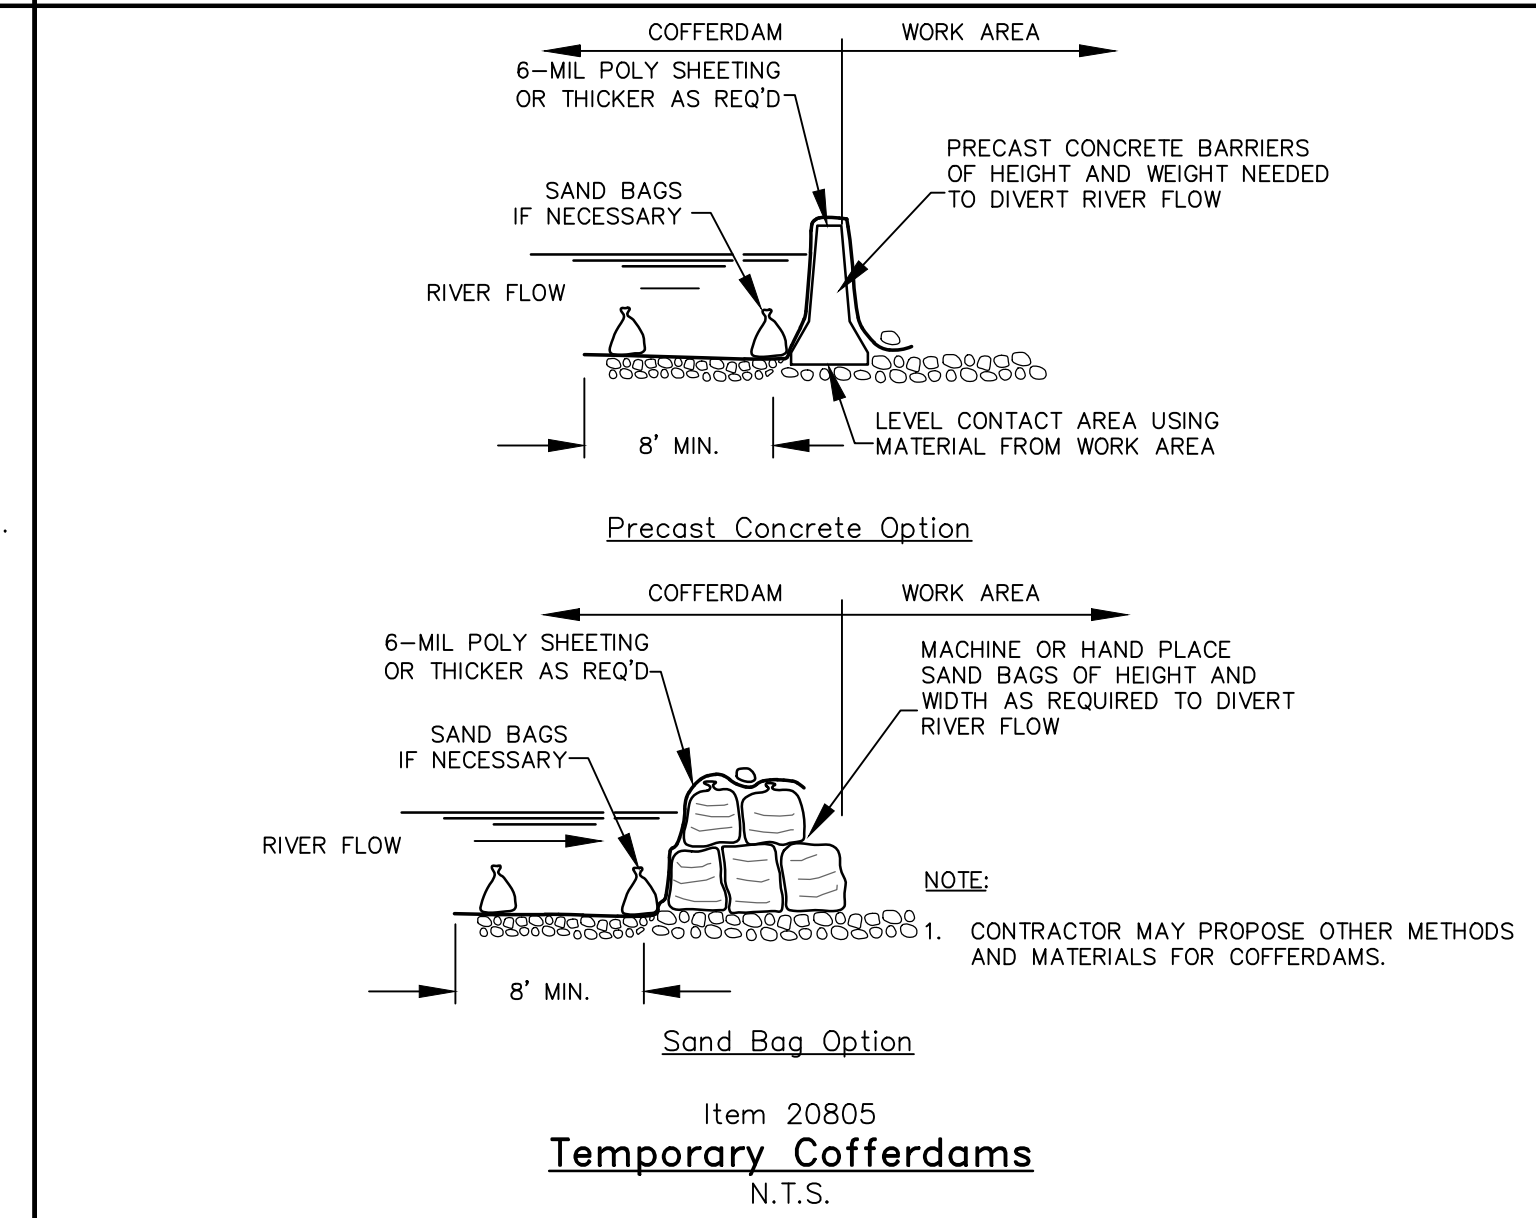 COFFERDAM WORK AREA
6-MIL POLY SHEETING
OR THICKER AS REQ'D
PRECAST CONCRETE BARRIERS
OF HEIGHT AND WEIGHT NEEDED
TO DIVERT RIVER FLOW
SAND BAGS
IF NECESSARY
RIVER FLOW
LEVEL CONTACT AREA USING
MATERIAL FROM WORK AREA
8' MIN.
Precast Concrete Option
COFFERDAM WORK AREA
6-MIL POLY SHEETING
OR THICKER AS REQ'D
MACHINE OR HAND PLACE
SAND BAGS OF HEIGHT AND
WIDTH AS REQUIRED TO DIVERT
RIVER FLOW
SAND BAGS
IF NECESSARY
RIVER FLOW
NOTE:
1. CONTRACTOR MAY PROPOSE OTHER METHODS
AND MATERIALS FOR COFFERDAMS.
8' MIN.
Sand Bag Option
Item 20805
Temporary Cofferdams
N.T.S.